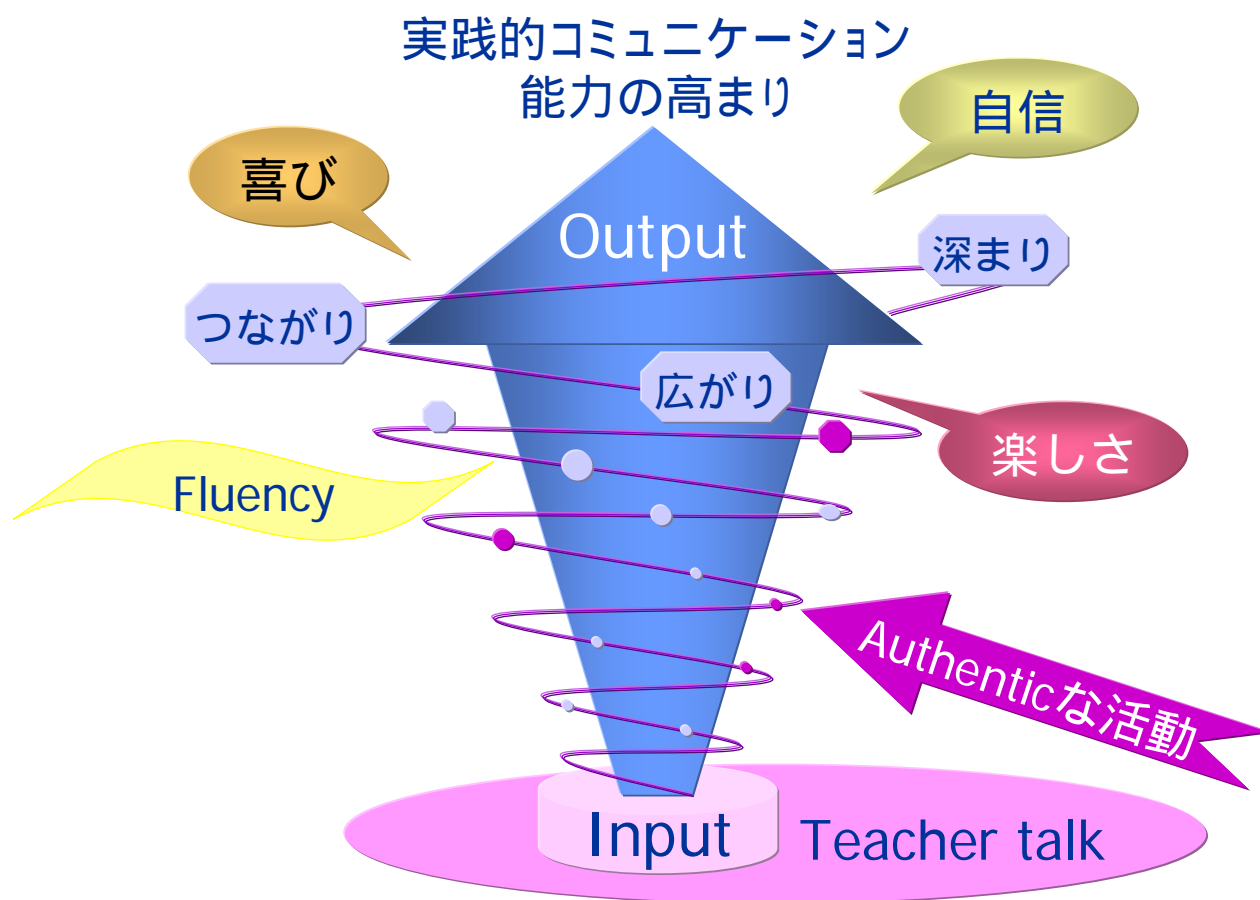 実践的コミュニケーション
能力の高まり
自信
喜び
Output
深まり
つながり
広がり
楽しさ
Fluency
Authenticな活動
Input
Teacher talk